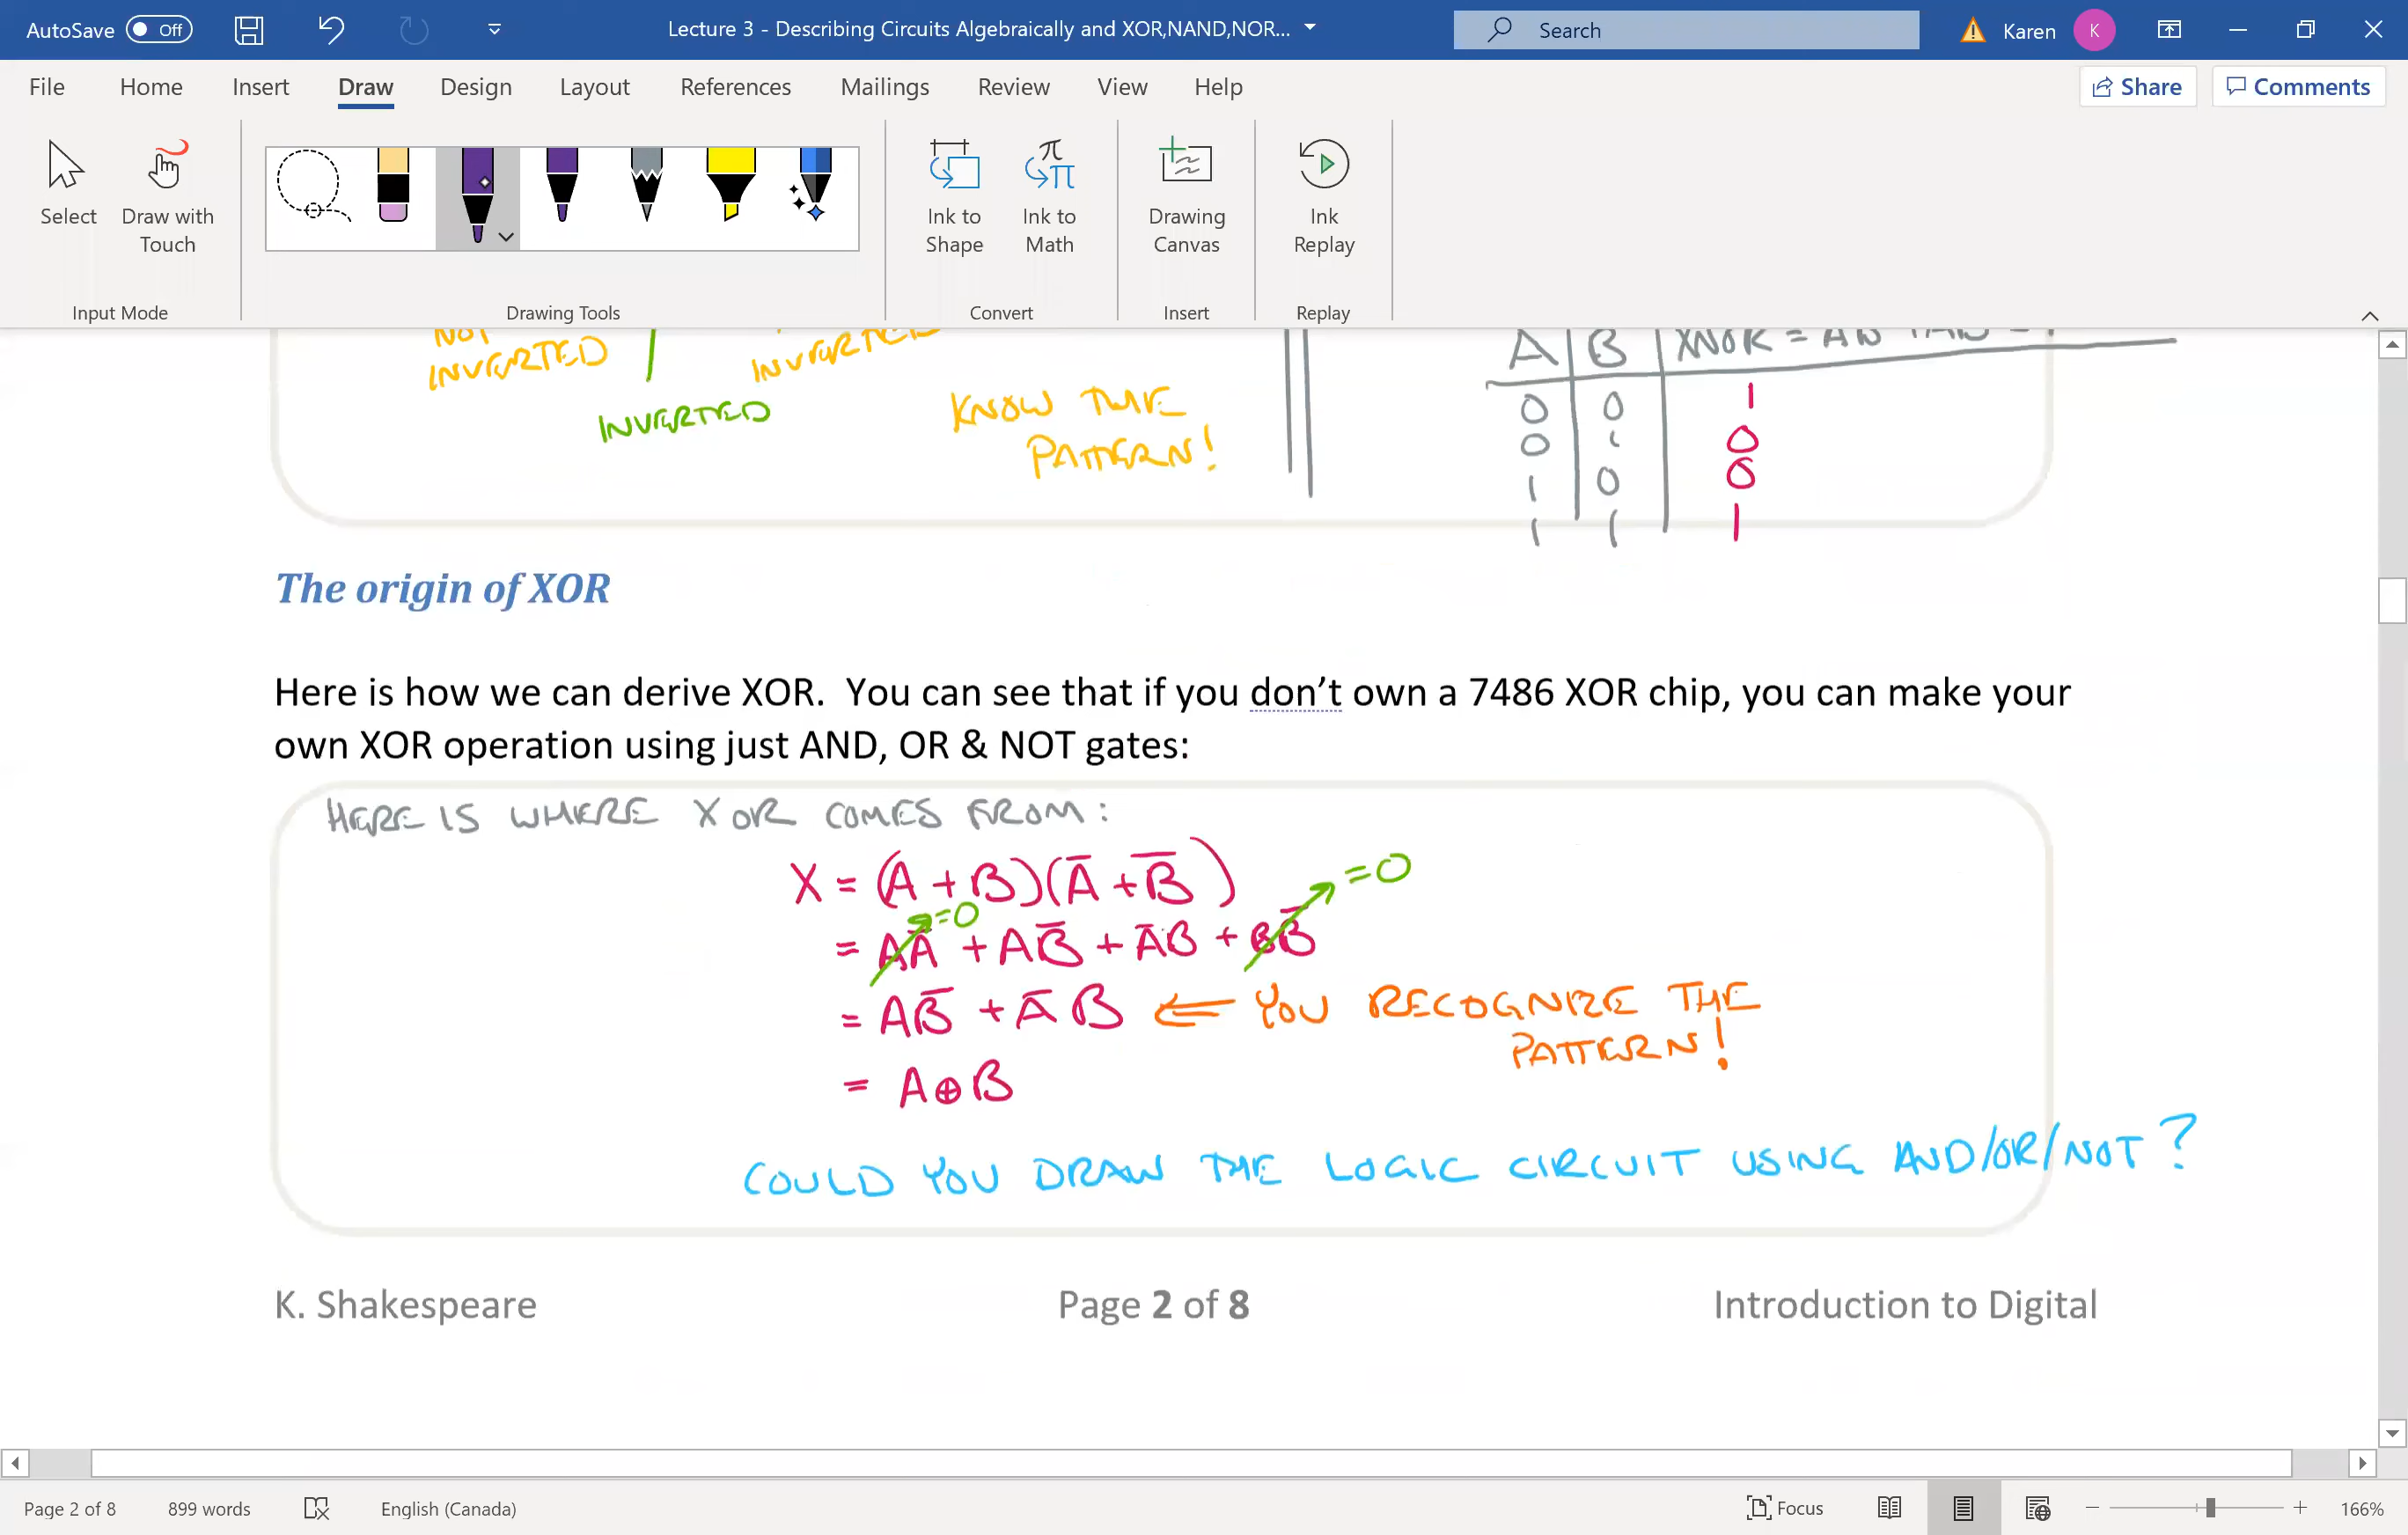 AutoSave Off Lecture 3 - Describing Circuits Algebraically and XOR,NAND,NOR... Search Karen K
File Home Insert Draw Design Layout References Mailings Review View Help Share Comments
Select Draw with Touch Ink to Shape Ink to Math Drawing Canvas Ink Replay
Input Mode Drawing Tools Convert Insert Replay
NOT
INVERTED
INVERTED
INVERTED
KNOW THE
PATTERN!
A B XNOR =
0 0 1
0 1 0
1 0 0
1 1 1
The origin of XOR
Here is how we can derive XOR. You can see that if you don't own a 7486 XOR chip, you can make your
own XOR operation using just AND, OR & NOT gates:
HERE IS WHERE XOR COMES FROM:
X = (A + B)(A̅ + B̅) =0
= AA̅ + AB̅ + A̅B + BB̅ =0
= AB̅ + A̅B ⇐ YOU RECOGNIZE THE
PATTERN!
= A⊕B
COULD YOU DRAW THE LOGIC CIRCUIT USING AND/OR/NOT?
K. Shakespeare Page 2 of 8 Introduction to Digital
Page 2 of 8 899 words English (Canada) Focus 166%